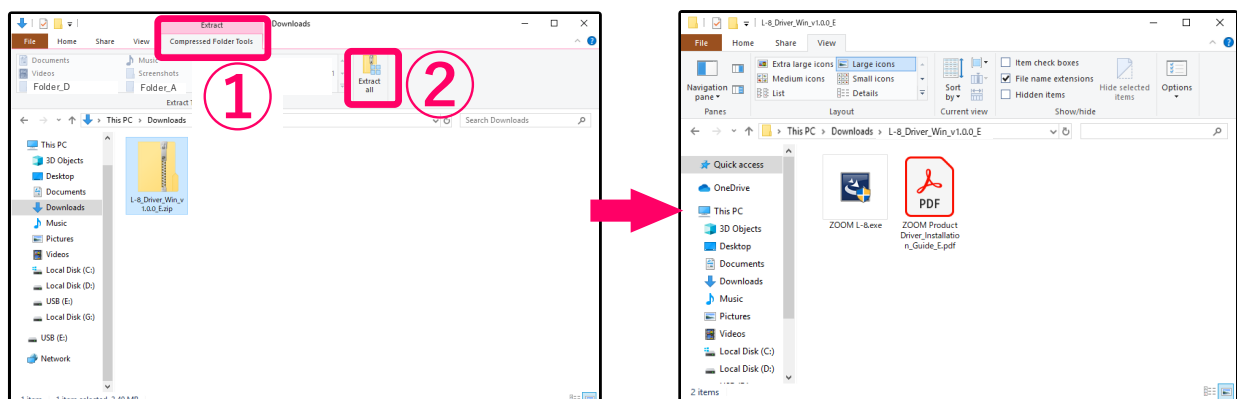 Extract
Downloads
File Home Share View Compressed Folder Tools
Documents Music
Videos Screenshots 1
Folder_D Folder_A
Extract
all
Extract
① ②
This PC > Downloads
Search Downloads
This PC
3D Objects
Desktop
Documents
Downloads
Music
Pictures
Videos
Local Disk (C:)
Local Disk (D:)
USB (E:)
Local Disk (G:)
USB (E:)
Network
L-8_Driver_Win_v
1.0.0_E.zip
L-8_Driver_Win_v1.0.0_E
File Home Share View
Navigation
pane
Extra large icons Large icons
Medium icons Small icons
List Details
Sort
by
Item check boxes
File name extensions
Hidden items
Hide selected
items
Options
Panes Layout Current view Show/hide
This PC > Downloads > L-8_Driver_Win_v1.0.0_E
Quick access
OneDrive
This PC
3D Objects
Desktop
Documents
Downloads
Music
Pictures
Videos
Local Disk (C:)
Local Disk (D:)
PDF
ZOOM L-8.exe
ZOOM Product
Driver_Installatio
n_Guide_E.pdf
2 items